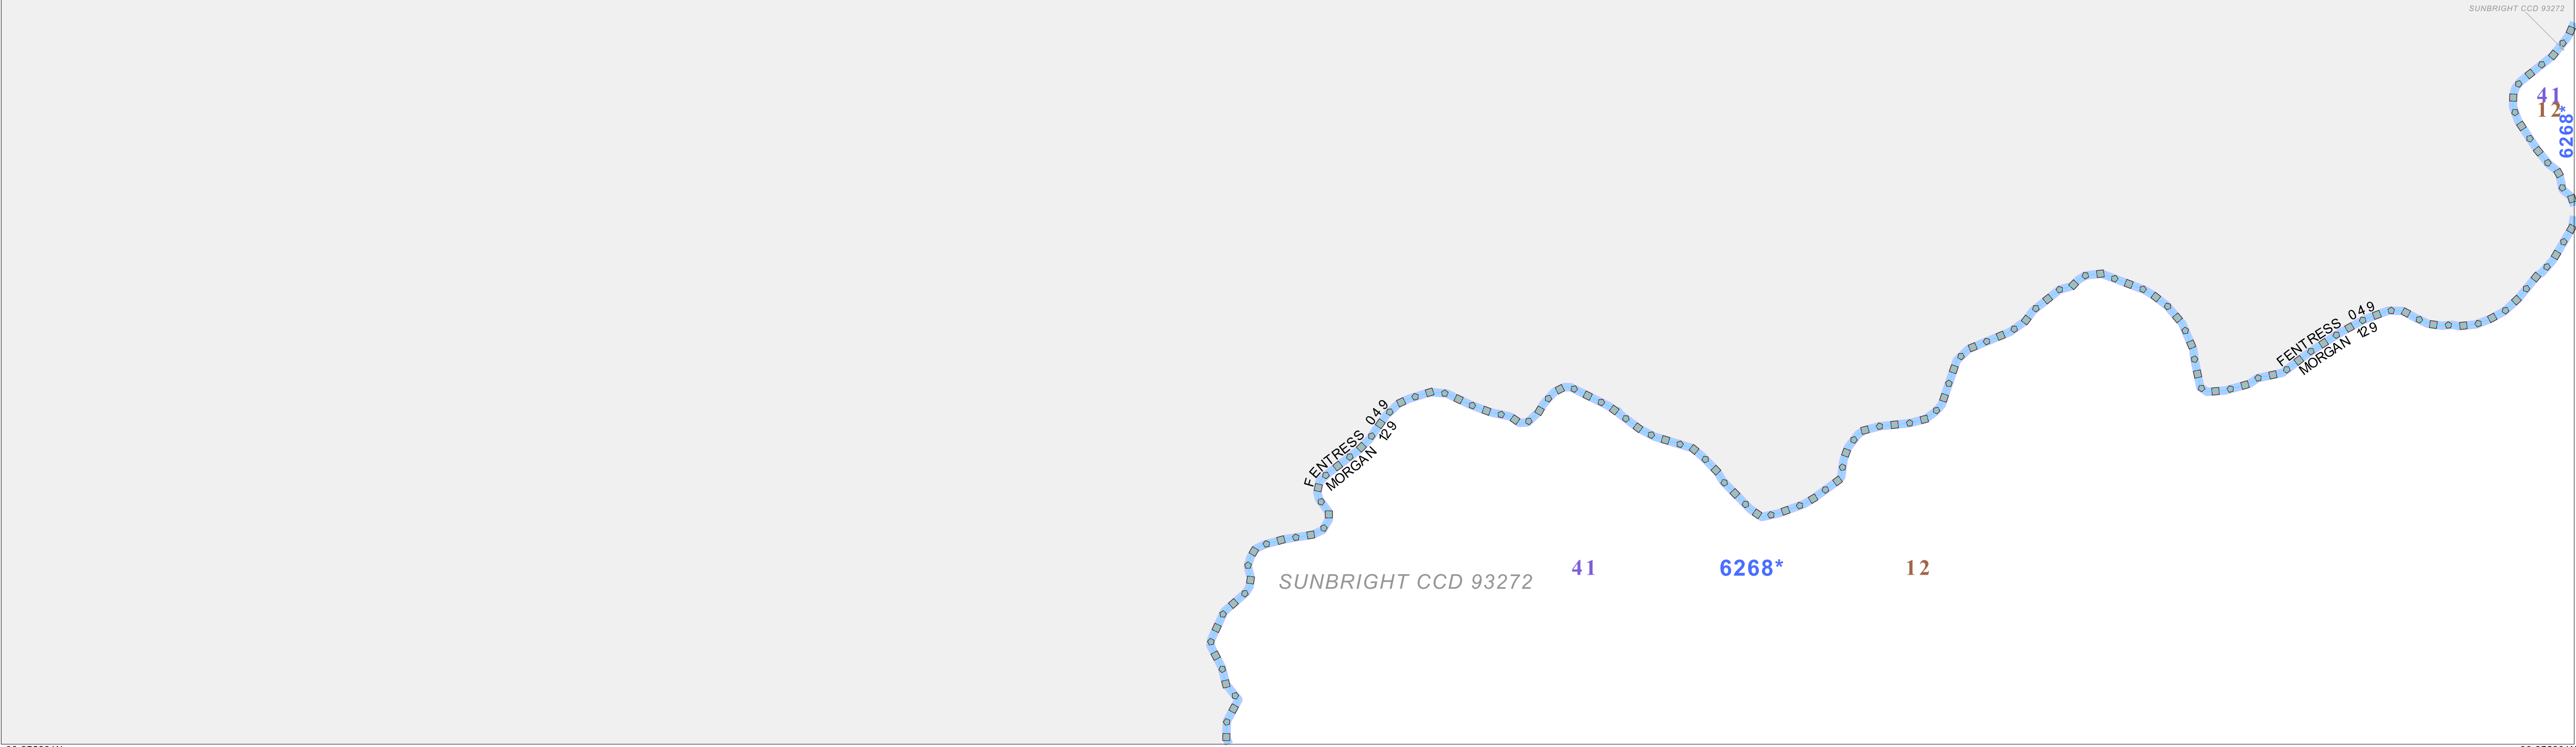 SUNBRIGHT CCD 93272
41
12
6268*
FENTRESS 049
MORGAN 129
FENTRESS 049
MORGAN 129
41 6268* 12
SUNBRIGHT CCD 93272